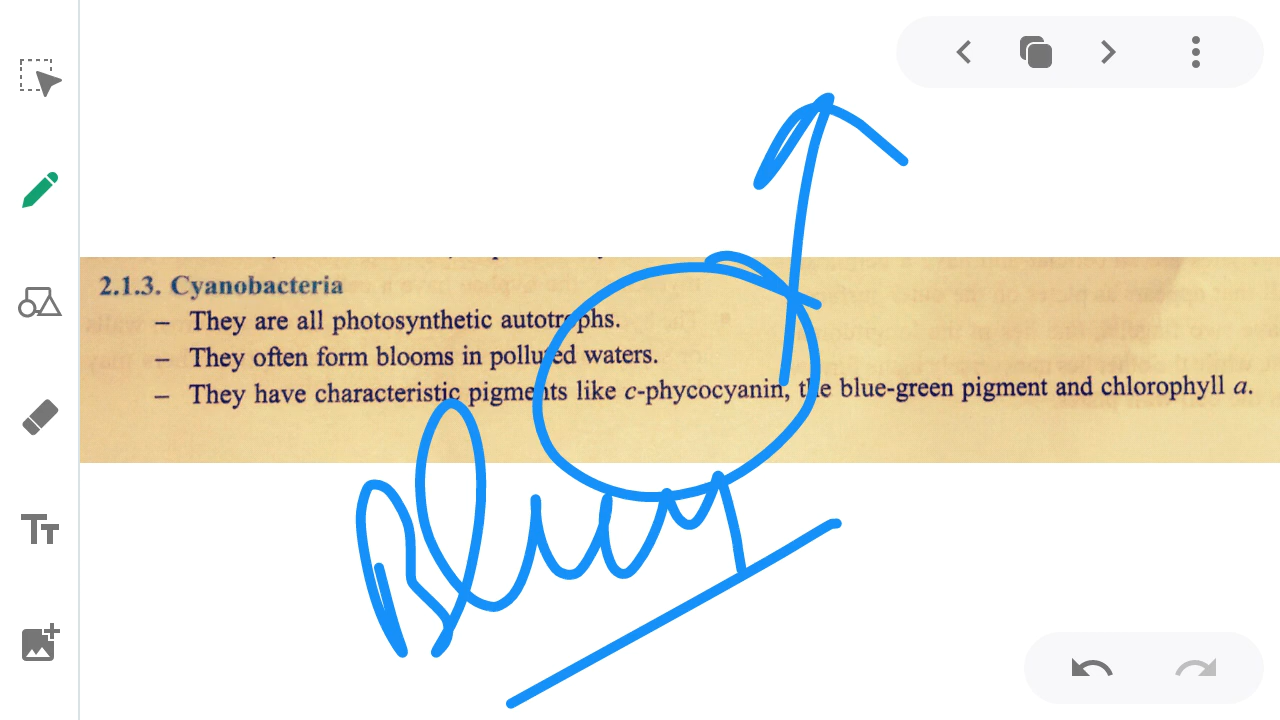 2.1.3. Cyanobacteria
– They are all photosynthetic autotrophs.
– They often form blooms in polluted waters.
– They have characteristic pigments like c-phycocyanin, the blue-green pigment and chlorophyll a.
TT